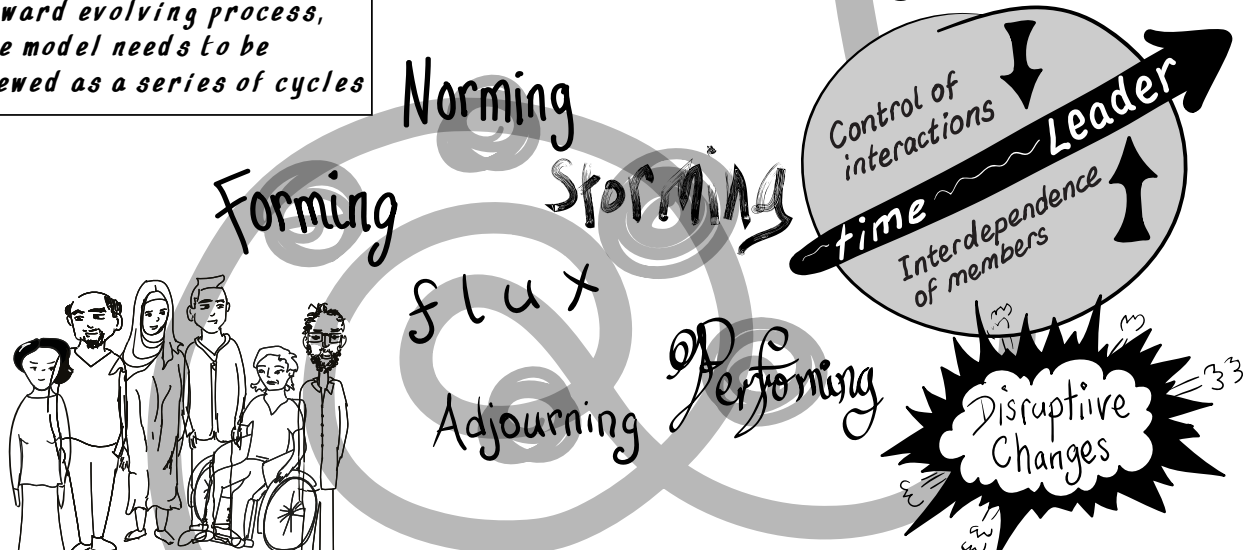 ward evolving process,
e model needs to be
ewed as a series of cycles
Norming
Storming
Forming
flux
Perfoming
Adjourning
Control of
interactions
time Leader
Interdependence
of members
Disruptiive
Changes